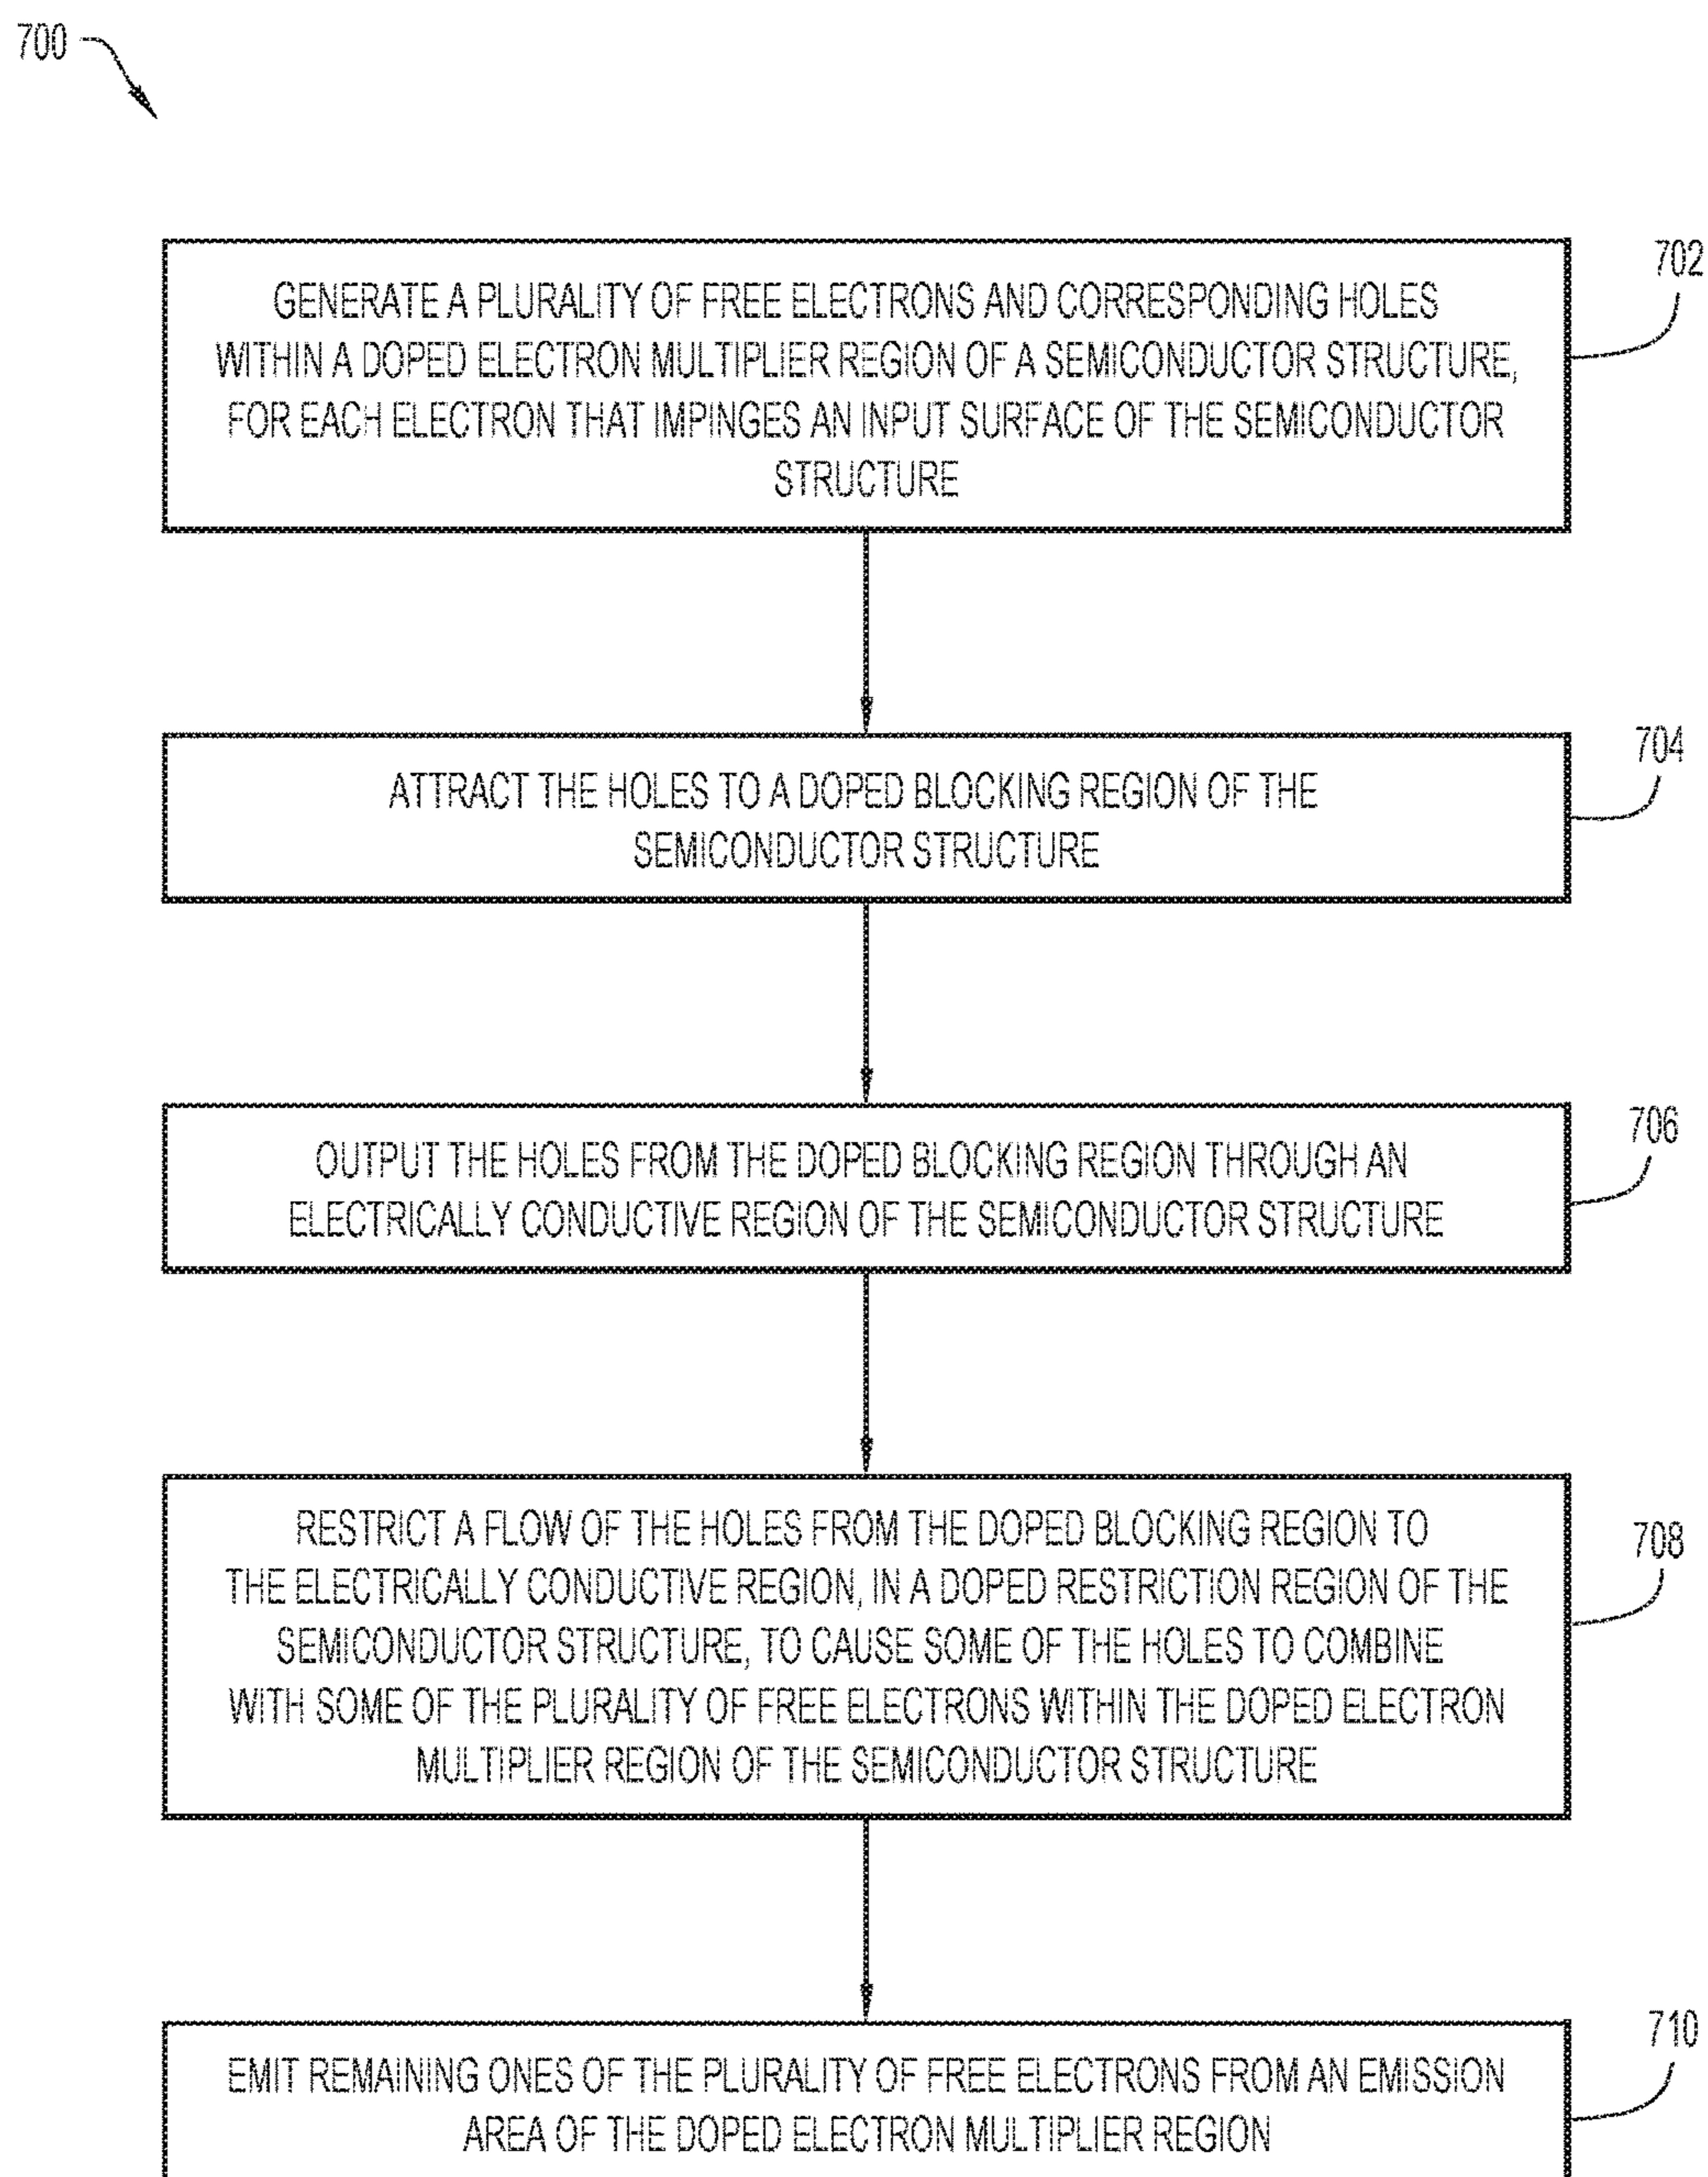 700
702
GENERATE A PLURALITY OF FREE ELECTRONS AND CORRESPONDING HOLES
WITHIN A DOPED ELECTRON MULTIPLIER REGION OF A SEMICONDUCTOR STRUCTURE,
FOR EACH ELECTRON THAT IMPINGES AN INPUT SURFACE OF THE SEMICONDUCTOR
STRUCTURE
704
ATTRACT THE HOLES TO A DOPED BLOCKING REGION OF THE
SEMICONDUCTOR STRUCTURE
706
OUTPUT THE HOLES FROM THE DOPED BLOCKING REGION THROUGH AN
ELECTRICALLY CONDUCTIVE REGION OF THE SEMICONDUCTOR STRUCTURE
708
RESTRICT A FLOW OF THE HOLES FROM THE DOPED BLOCKING REGION TO
THE ELECTRICALLY CONDUCTIVE REGION, IN A DOPED RESTRICTION REGION OF THE
SEMICONDUCTOR STRUCTURE, TO CAUSE SOME OF THE HOLES TO COMBINE
WITH SOME OF THE PLURALITY OF FREE ELECTRONS WITHIN THE DOPED ELECTRON
MULTIPLIER REGION OF THE SEMICONDUCTOR STRUCTURE
710
EMIT REMAINING ONES OF THE PLURALITY OF FREE ELECTRONS FROM AN EMISSION
AREA OF THE DOPED ELECTRON MULTIPLIER REGION